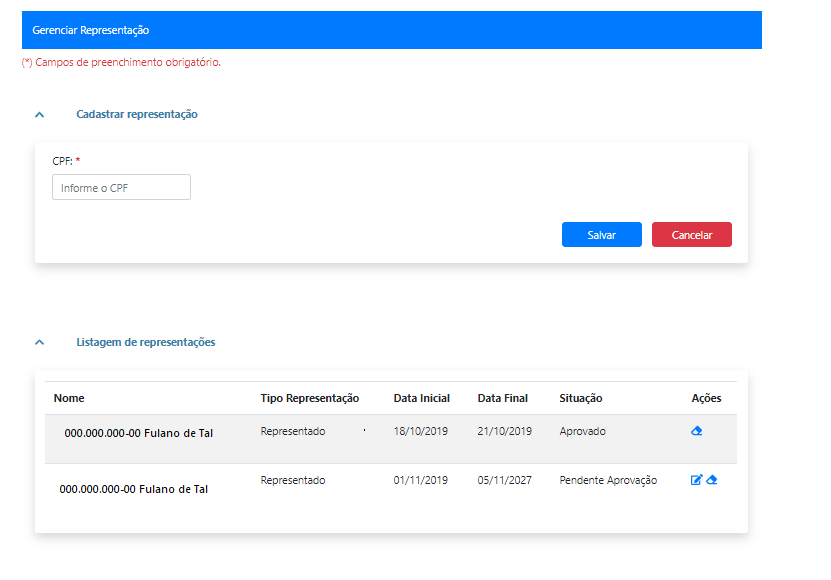 Gerenciar Representação
(*) Campos de preenchimento obrigatório.
Cadastrar representação
CPF: *
Informe o CPF
Salvar Cancelar
Listagem de representações
Nome Tipo Representação Data Inicial Data Final Situação Ações
000.000.000-00 Fulano de Tal Representado 18/10/2019 21/10/2019 Aprovado
000.000.000-00 Fulano de Tal Representado 01/11/2019 05/11/2027 Pendente Aprovação